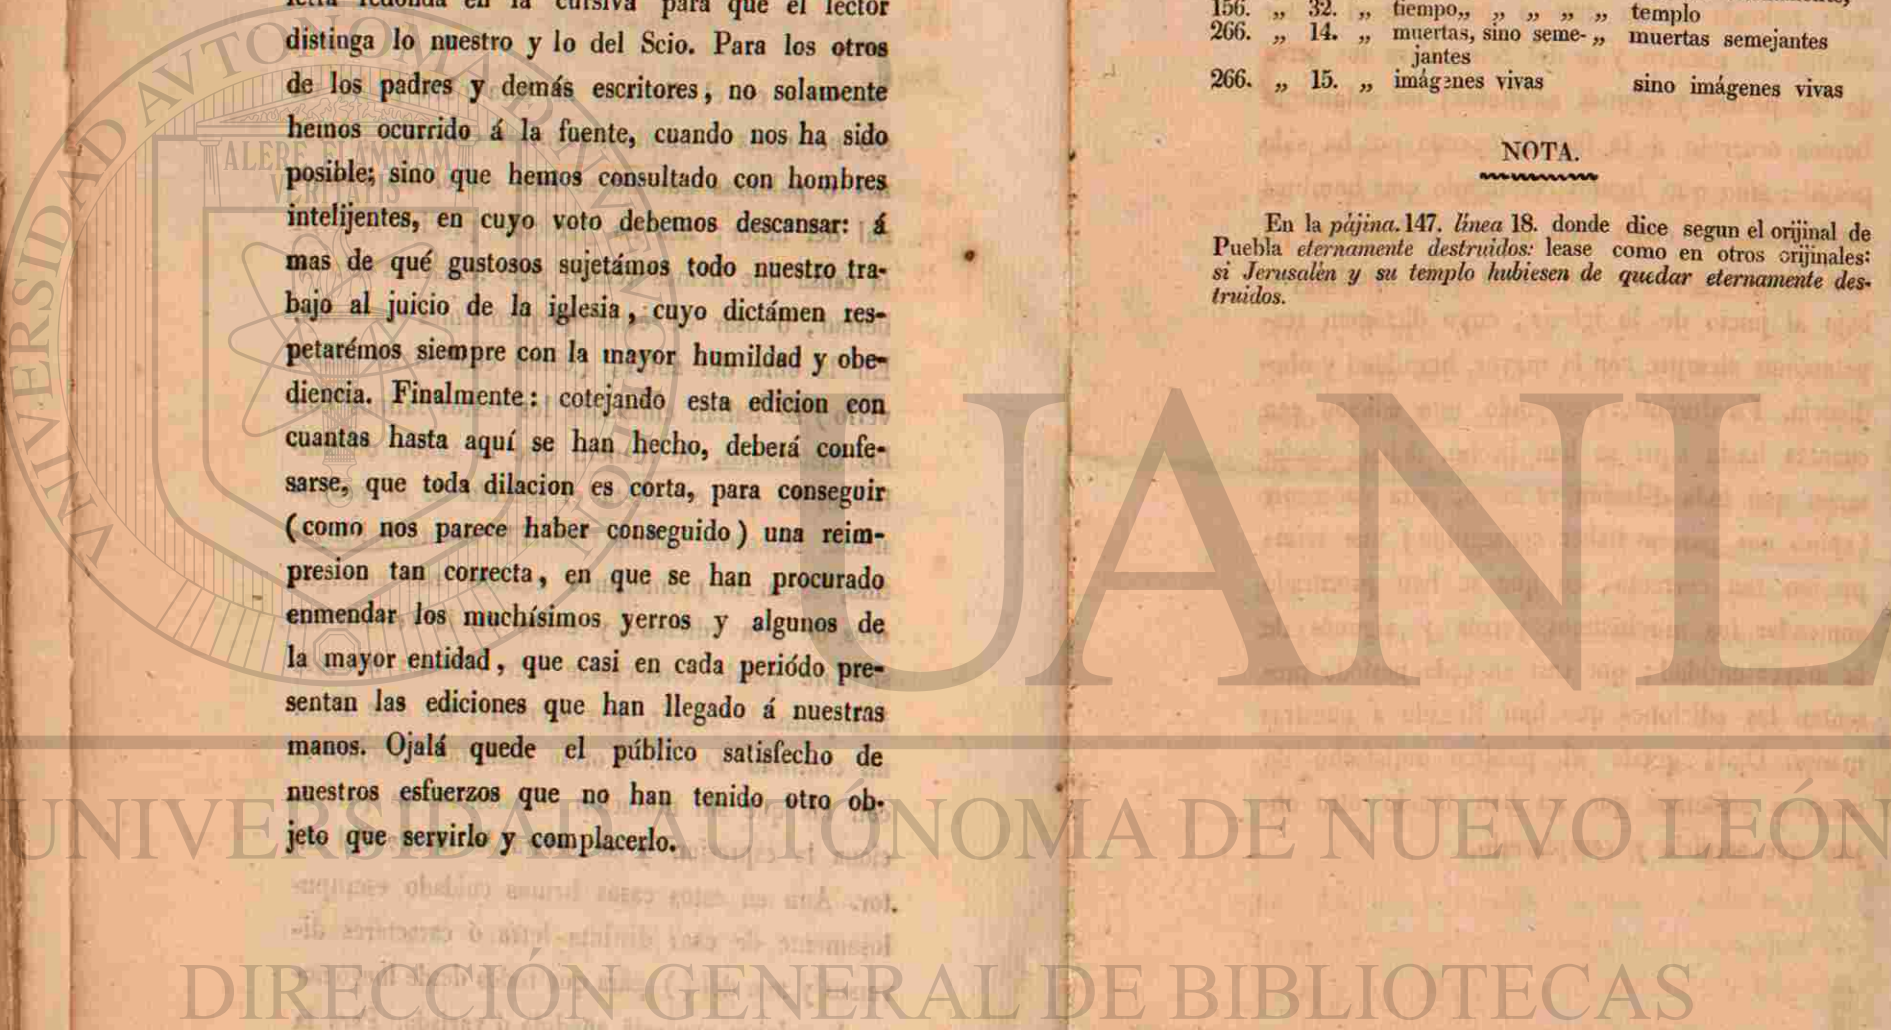 letra redonda en la cursiva para que el lector
distinga lo nuestro y lo del Scio. Para los otros
de los padres y demás escritores, no solamente
hemos ocurrido á la fuente, cuando nos ha sido
posible; sino que hemos consultado con hombres
intelijentes, en cuyo voto debemos descansar: á
mas de qué gustosos sujetámos todo nuestro tra-
bajo al juicio de la iglesia, cuyo dictámen res-
petarémos siempre con la mayor humildad y obe-
diencia. Finalmente: cotejando esta edicion con
cuantas hasta aquí se han hecho, deberá confe-
sarse, que toda dilacion es corta, para conseguir
(como nos parece haber conseguido) una reim-
presion tan correcta, en que se han procurado
enmendar los muchísimos yerros y algunos de
la mayor entidad, que casi en cada periódo pre-
sentan las ediciones que han llegado á nuestras
manos. Ojalá quede el público satisfecho de
nuestros esfuerzos que no han tenido otro ob-
jeto que servirlo y complacerlo.
156. „ 32. „ tiempo„ „ „ „ „ templo
266. „ 14. „ muertas, sino seme- „ muertas semejantes
jantes
266. „ 15. „ imágenes vivas sino imágenes vivas
NOTA.
En la pájina. 147. línea 18. donde dice segun el orijinal de
Puebla eternamente destruidos: lease como en otros orijinales:
si Jerusalén y su templo hubiesen de quedar eternamente des-
truidos.
UNIVERSIDAD AUTONOMA DE NUEVO LEON
ALERE FLAMMAM
VERITATIS
UANL
UNIVERSIDAD AUTÓNOMA DE NUEVO LEÓN
DIRECCIÓN GENERAL DE BIBLIOTECAS